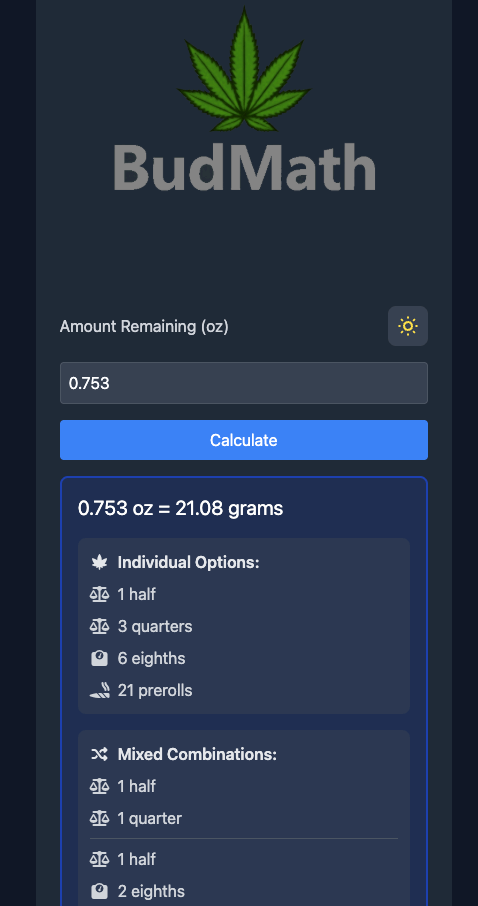 BudMath
Amount Remaining (oz)
0.753
Calculate
0.753 oz = 21.08 grams
Individual Options:
1 half
3 quarters
6 eighths
21 prerolls
Mixed Combinations:
1 half
1 quarter
1 half
2 eighths